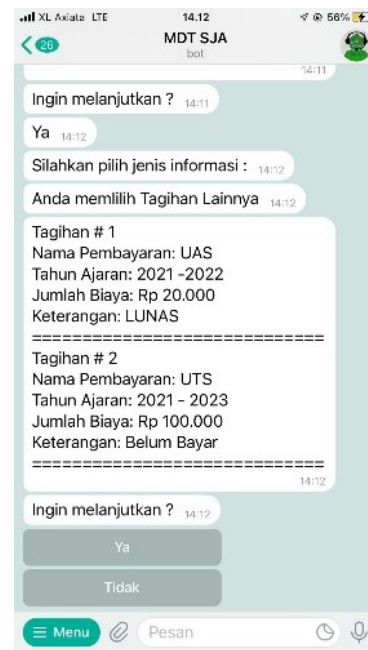 XL Axiata LTE 14.12 56%
26 MDT SJA
bot
14:11
Ingin melanjutkan ? 14:11
Ya 14:12
Silahkan pilih jenis informasi : 14:12
Anda memlilih Tagihan Lainnya 14:12
Tagihan # 1
Nama Pembayaran: UAS
Tahun Ajaran: 2021 -2022
Jumlah Biaya: Rp 20.000
Keterangan: LUNAS
==============================
Tagihan # 2
Nama Pembayaran: UTS
Tahun Ajaran: 2021 - 2023
Jumlah Biaya: Rp 100.000
Keterangan: Belum Bayar
==============================
14:12
Ingin melanjutkan ? 14:12
Ya
Tidak
Menu Pesan